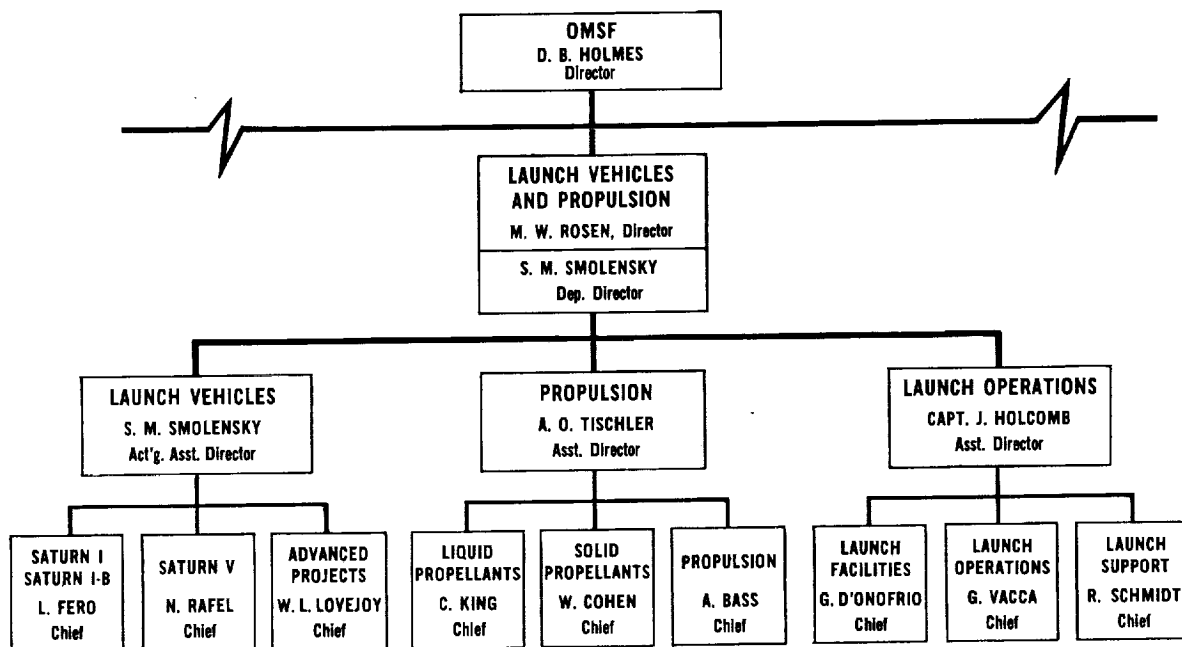 OMSF
D. B. HOLMES
Director
LAUNCH VEHICLES
AND PROPULSION
M. W. ROSEN, Director
S. M. SMOLENSKY
Dep. Director
LAUNCH VEHICLES
S. M. SMOLENSKY
Act'g. Asst. Director
PROPULSION
A. O. TISCHLER
Asst. Director
LAUNCH OPERATIONS
CAPT. J. HOLCOMB
Asst. Director
SATURN I
SATURN I-B
L. FERO
Chief
SATURN V
N. RAFEL
Chief
ADVANCED
PROJECTS
W. L. LOVEJOY
Chief
LIQUID
PROPELLANTS
C. KING
Chief
SOLID
PROPELLANTS
W. COHEN
Chief
PROPULSION
A. BASS
Chief
LAUNCH
FACILITIES
G. D'ONOFRIO
Chief
LAUNCH
OPERATIONS
G. VACCA
Chief
LAUNCH
SUPPORT
R. SCHMIDT
Chief